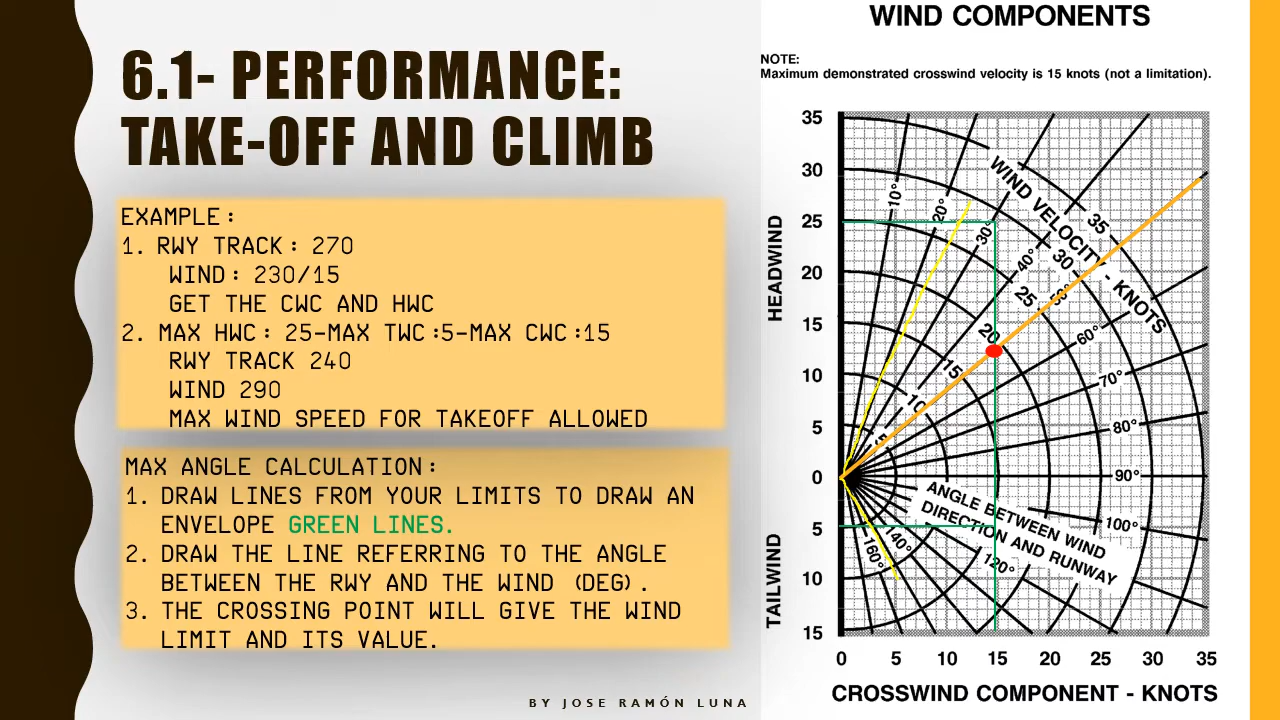 6.1- PERFORMANCE:
TAKE-OFF AND CLIMB
EXAMPLE:
1. RWY TRACK: 270
WIND: 230/15
GET THE CWC AND HWC
2. MAX HWC: 25-MAX TWC:5-MAX CWC:15
RWY TRACK 240
WIND 290
MAX WIND SPEED FOR TAKEOFF ALLOWED
MAX ANGLE CALCULATION:
1. DRAW LINES FROM YOUR LIMITS TO DRAW AN
ENVELOPE GREEN LINES.
2. DRAW THE LINE REFERRING TO THE ANGLE
BETWEEN THE RWY AND THE WIND (DEG).
3. THE CROSSING POINT WILL GIVE THE WIND
LIMIT AND ITS VALUE.
BY JOSE RAMÓN LUNA
WIND COMPONENTS
NOTE:
Maximum demonstrated crosswind velocity is 15 knots (not a limitation).
HEADWIND
TAILWIND
35
30
25
20
15
10
5
0
5
10
15
10°
20°
30°
40°
60°
70°
80°
90°
100°
120°
140°
160°
WIND VELOCITY - KNOTS
35
30
25
20
15
10
5
ANGLE BETWEEN WIND
DIRECTION AND RUNWAY
0 5 10 15 20 25 30 35
CROSSWIND COMPONENT - KNOTS